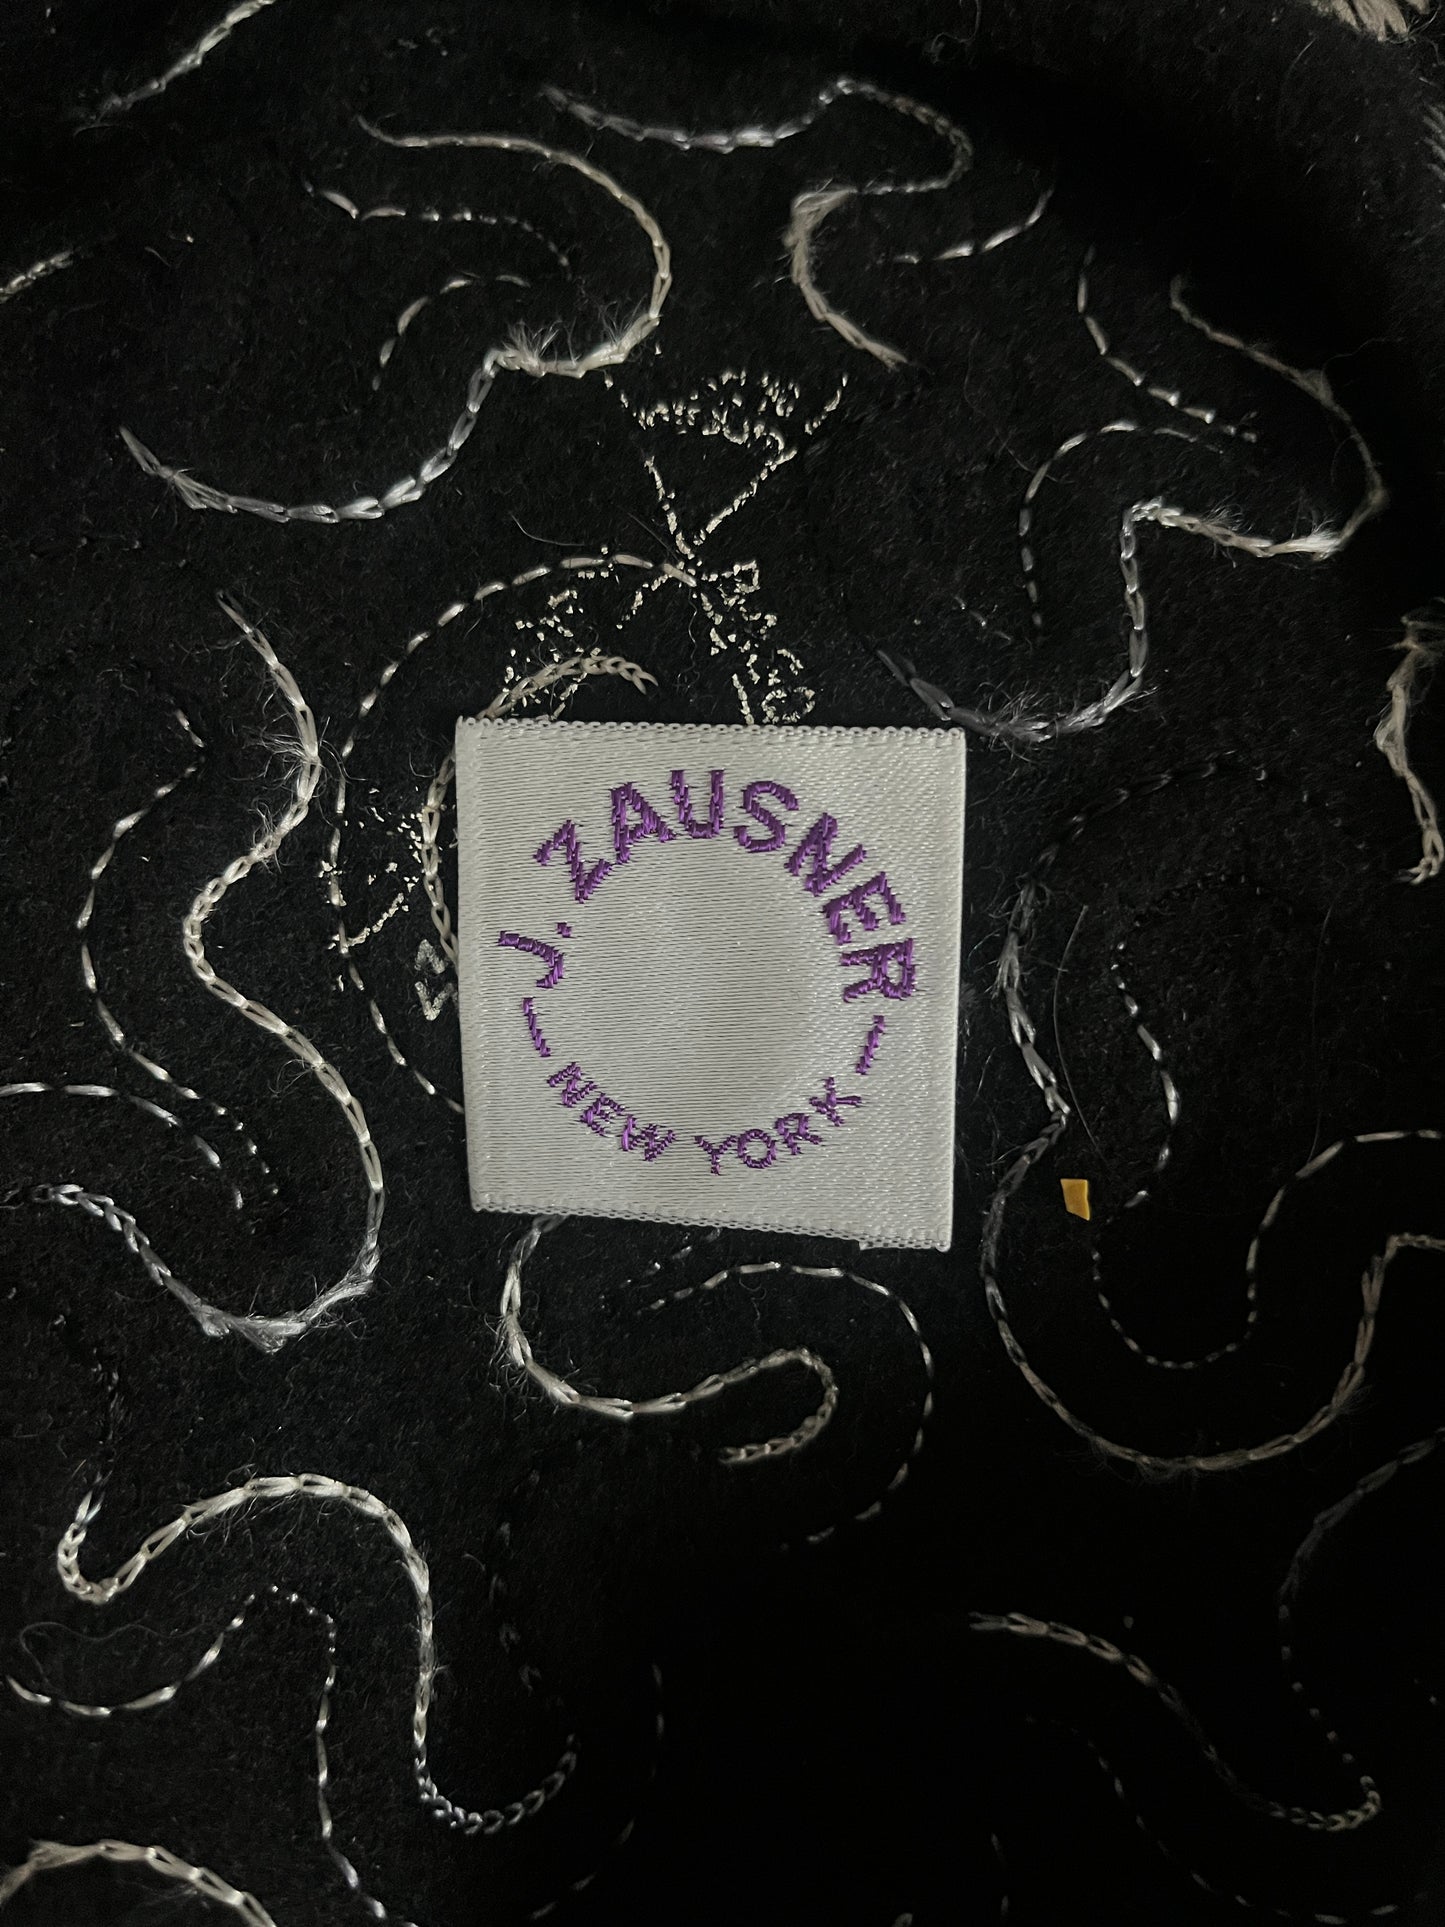 J. ZAUSNER
— NEW YORK —